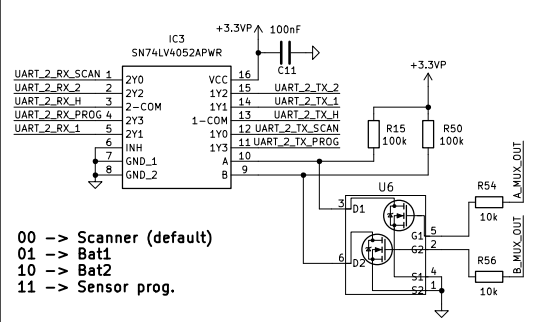 +3.3VP 100nF
IC3
SN74LV4052APWR
C11
+3.3VP
UART_2_RX_SCAN 1 2Y0 VCC 16
UART_2_RX_2 2 2Y2 1Y2 15 UART_2_TX_2
UART_2_RX_H 3 2-COM 1Y1 14 UART_2_TX_1
UART_2_RX_PROG 4 2Y3 1-COM 13 UART_2_TX_H
UART_2_RX_1 5 2Y1 1Y0 12 UART_2_TX_SCAN
6 INH 1Y3 11 UART_2_TX_PROG
7 GND_1 A 10
8 GND_2 B 9
R15
100k
R50
100k
U6
3 D1
6 D2
G1 5
G2 2
S1 4
S2 1
R54
10k
A_MUX_OUT
R56
10k
B_MUX_OUT
00 -> Scanner (default)
01 -> Bat1
10 -> Bat2
11 -> Sensor prog.